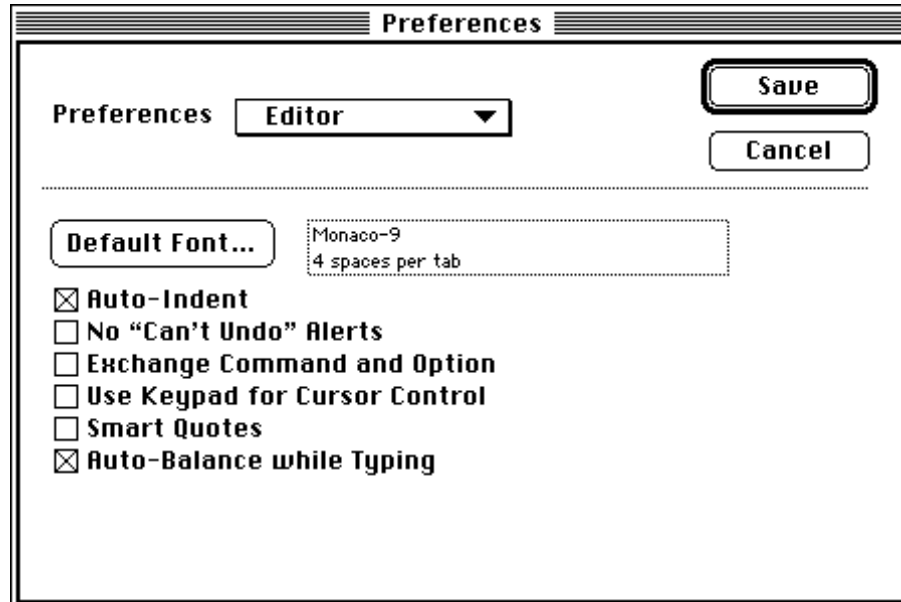 Preferences
Save
Preferences Editor
Cancel
Default Font...
Monaco-9
4 spaces per tab
Auto-Indent
No “Can't Undo” Alerts
Exchange Command and Option
Use Keypad for Cursor Control
Smart Quotes
Auto-Balance while Typing